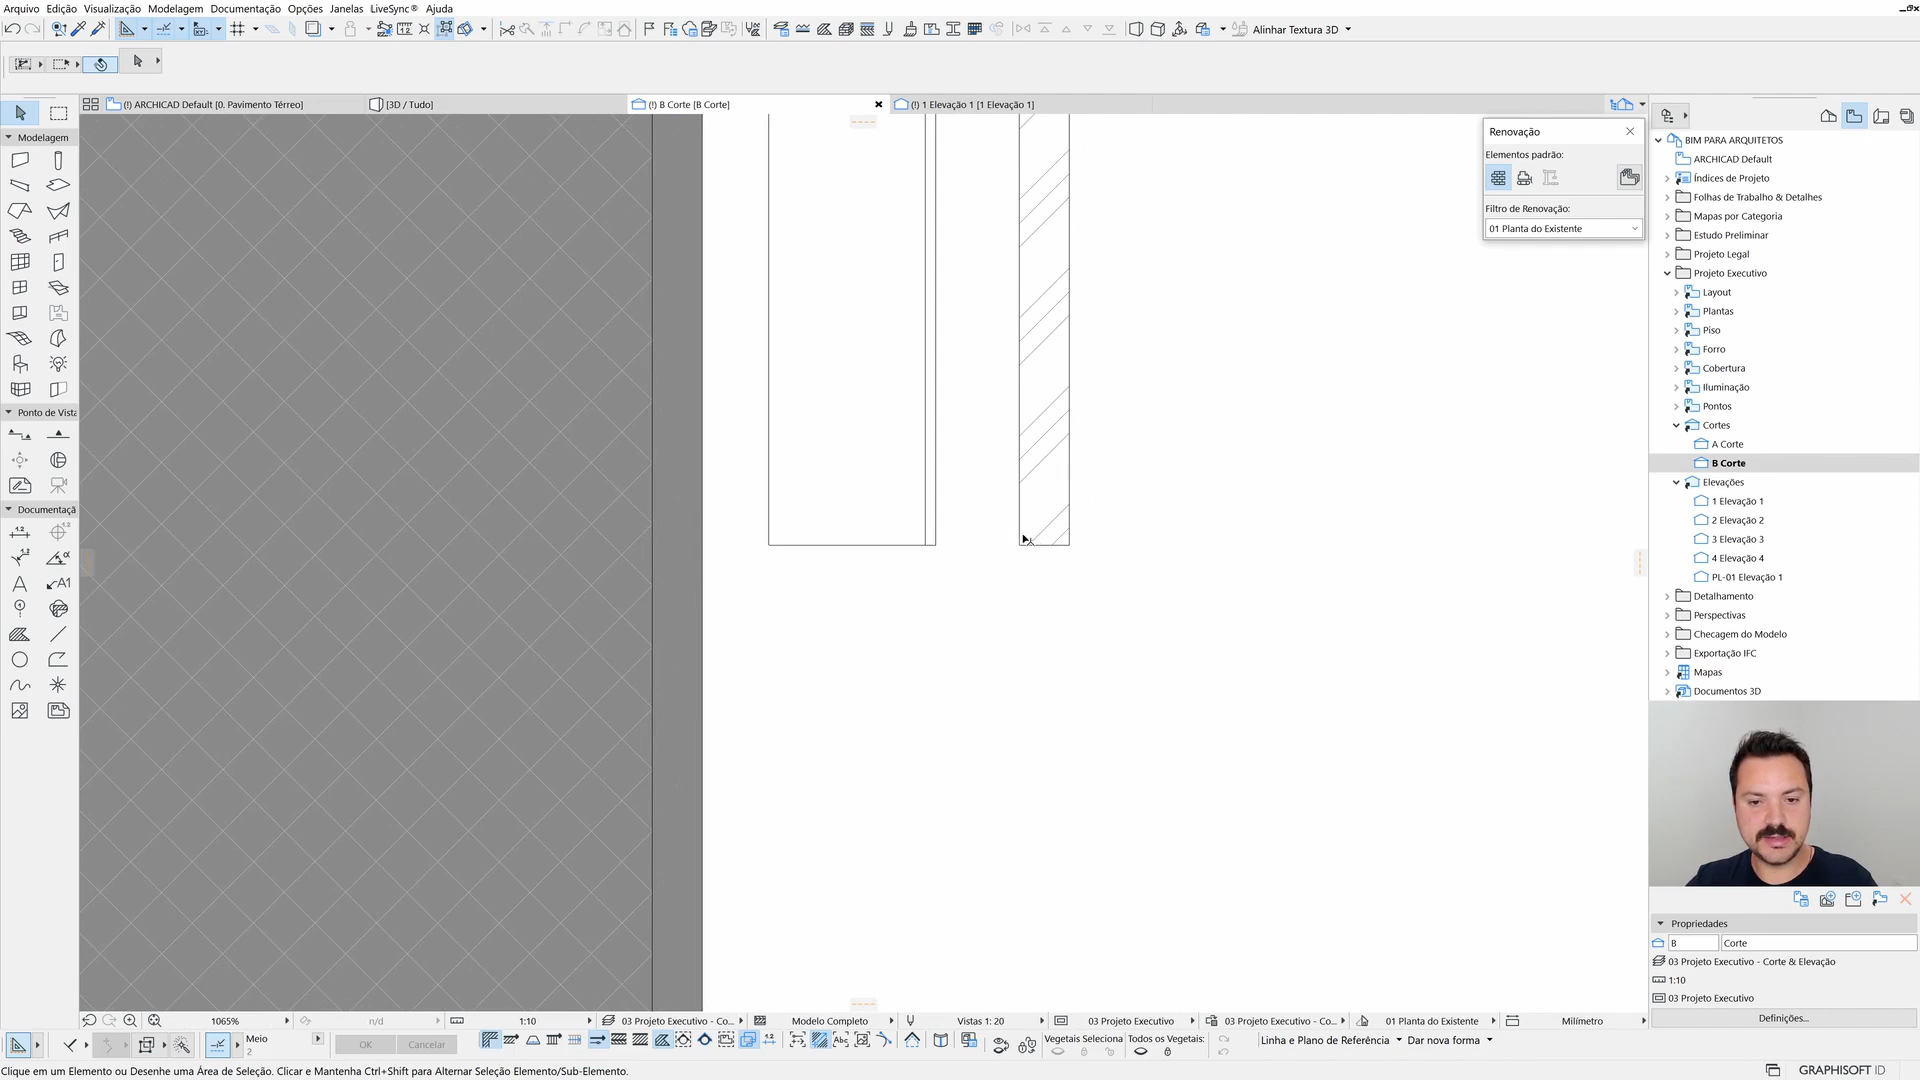 Arquivo Edição Visualização Modelagem Documentação Opções Janelas LiveSync® Ajuda
Alinhar Textura 3D
(!) ARCHICAD Default [0. Pavimento Térreo]
[3D / Tudo]
(!) B Corte [B Corte]
(!) 1 Elevação 1 [1 Elevação 1]
Modelagem
Ponto de Vista
Documentaçã
Renovação
Elementos padrão:
Filtro de Renovação:
01 Planta do Existente
BIM PARA ARQUITETOS
ARCHICAD Default
Índices de Projeto
Folhas de Trabalho & Detalhes
Mapas por Categoria
Estudo Preliminar
Projeto Legal
Projeto Executivo
Layout
Plantas
Piso
Forro
Cobertura
Iluminação
Pontos
Cortes
A Corte
B Corte
Elevações
1 Elevação 1
2 Elevação 2
3 Elevação 3
4 Elevação 4
PL-01 Elevação 1
Detalhamento
Perspectivas
Checagem do Modelo
Exportação IFC
Mapas
Documentos 3D
Propriedades
B Corte
03 Projeto Executivo - Corte & Elevação
1:10
03 Projeto Executivo
Definições...
1065% n/d 1:10 03 Projeto Executivo - Co... Modelo Completo Vistas 1: 20 03 Projeto Executivo 03 Projeto Executivo - Co... 01 Planta do Existente Milímetro
Meio
2
OK Cancelar
Vegetais Seleciona Todos os Vegetais:
Linha e Plano de Referência Dar nova forma
Clique em um Elemento ou Desenhe uma Área de Seleção. Clicar e Mantenha Ctrl+Shift para Alternar Seleção Elemento/Sub-Elemento.
GRAPHISOFT ID